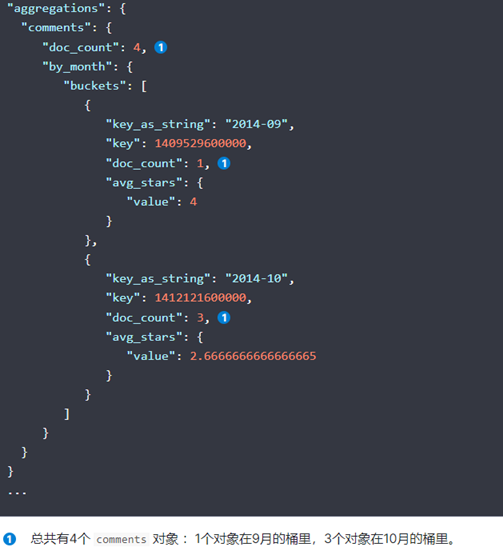 "aggregations": {
  "comments": {
     "doc_count": 4, 1
     "by_month": {
        "buckets": [
           {
              "key_as_string": "2014-09",
              "key": 1409529600000,
              "doc_count": 1, 1
              "avg_stars": {
                 "value": 4
              }
           },
           {
              "key_as_string": "2014-10",
              "key": 1412121600000,
              "doc_count": 3, 1
              "avg_stars": {
                 "value": 2.6666666666666665
              }
           }
        ]
     }
  }
}
...
1 总共有4个 comments 对象 ：1个对象在9月的桶里，3个对象在10月的桶里。